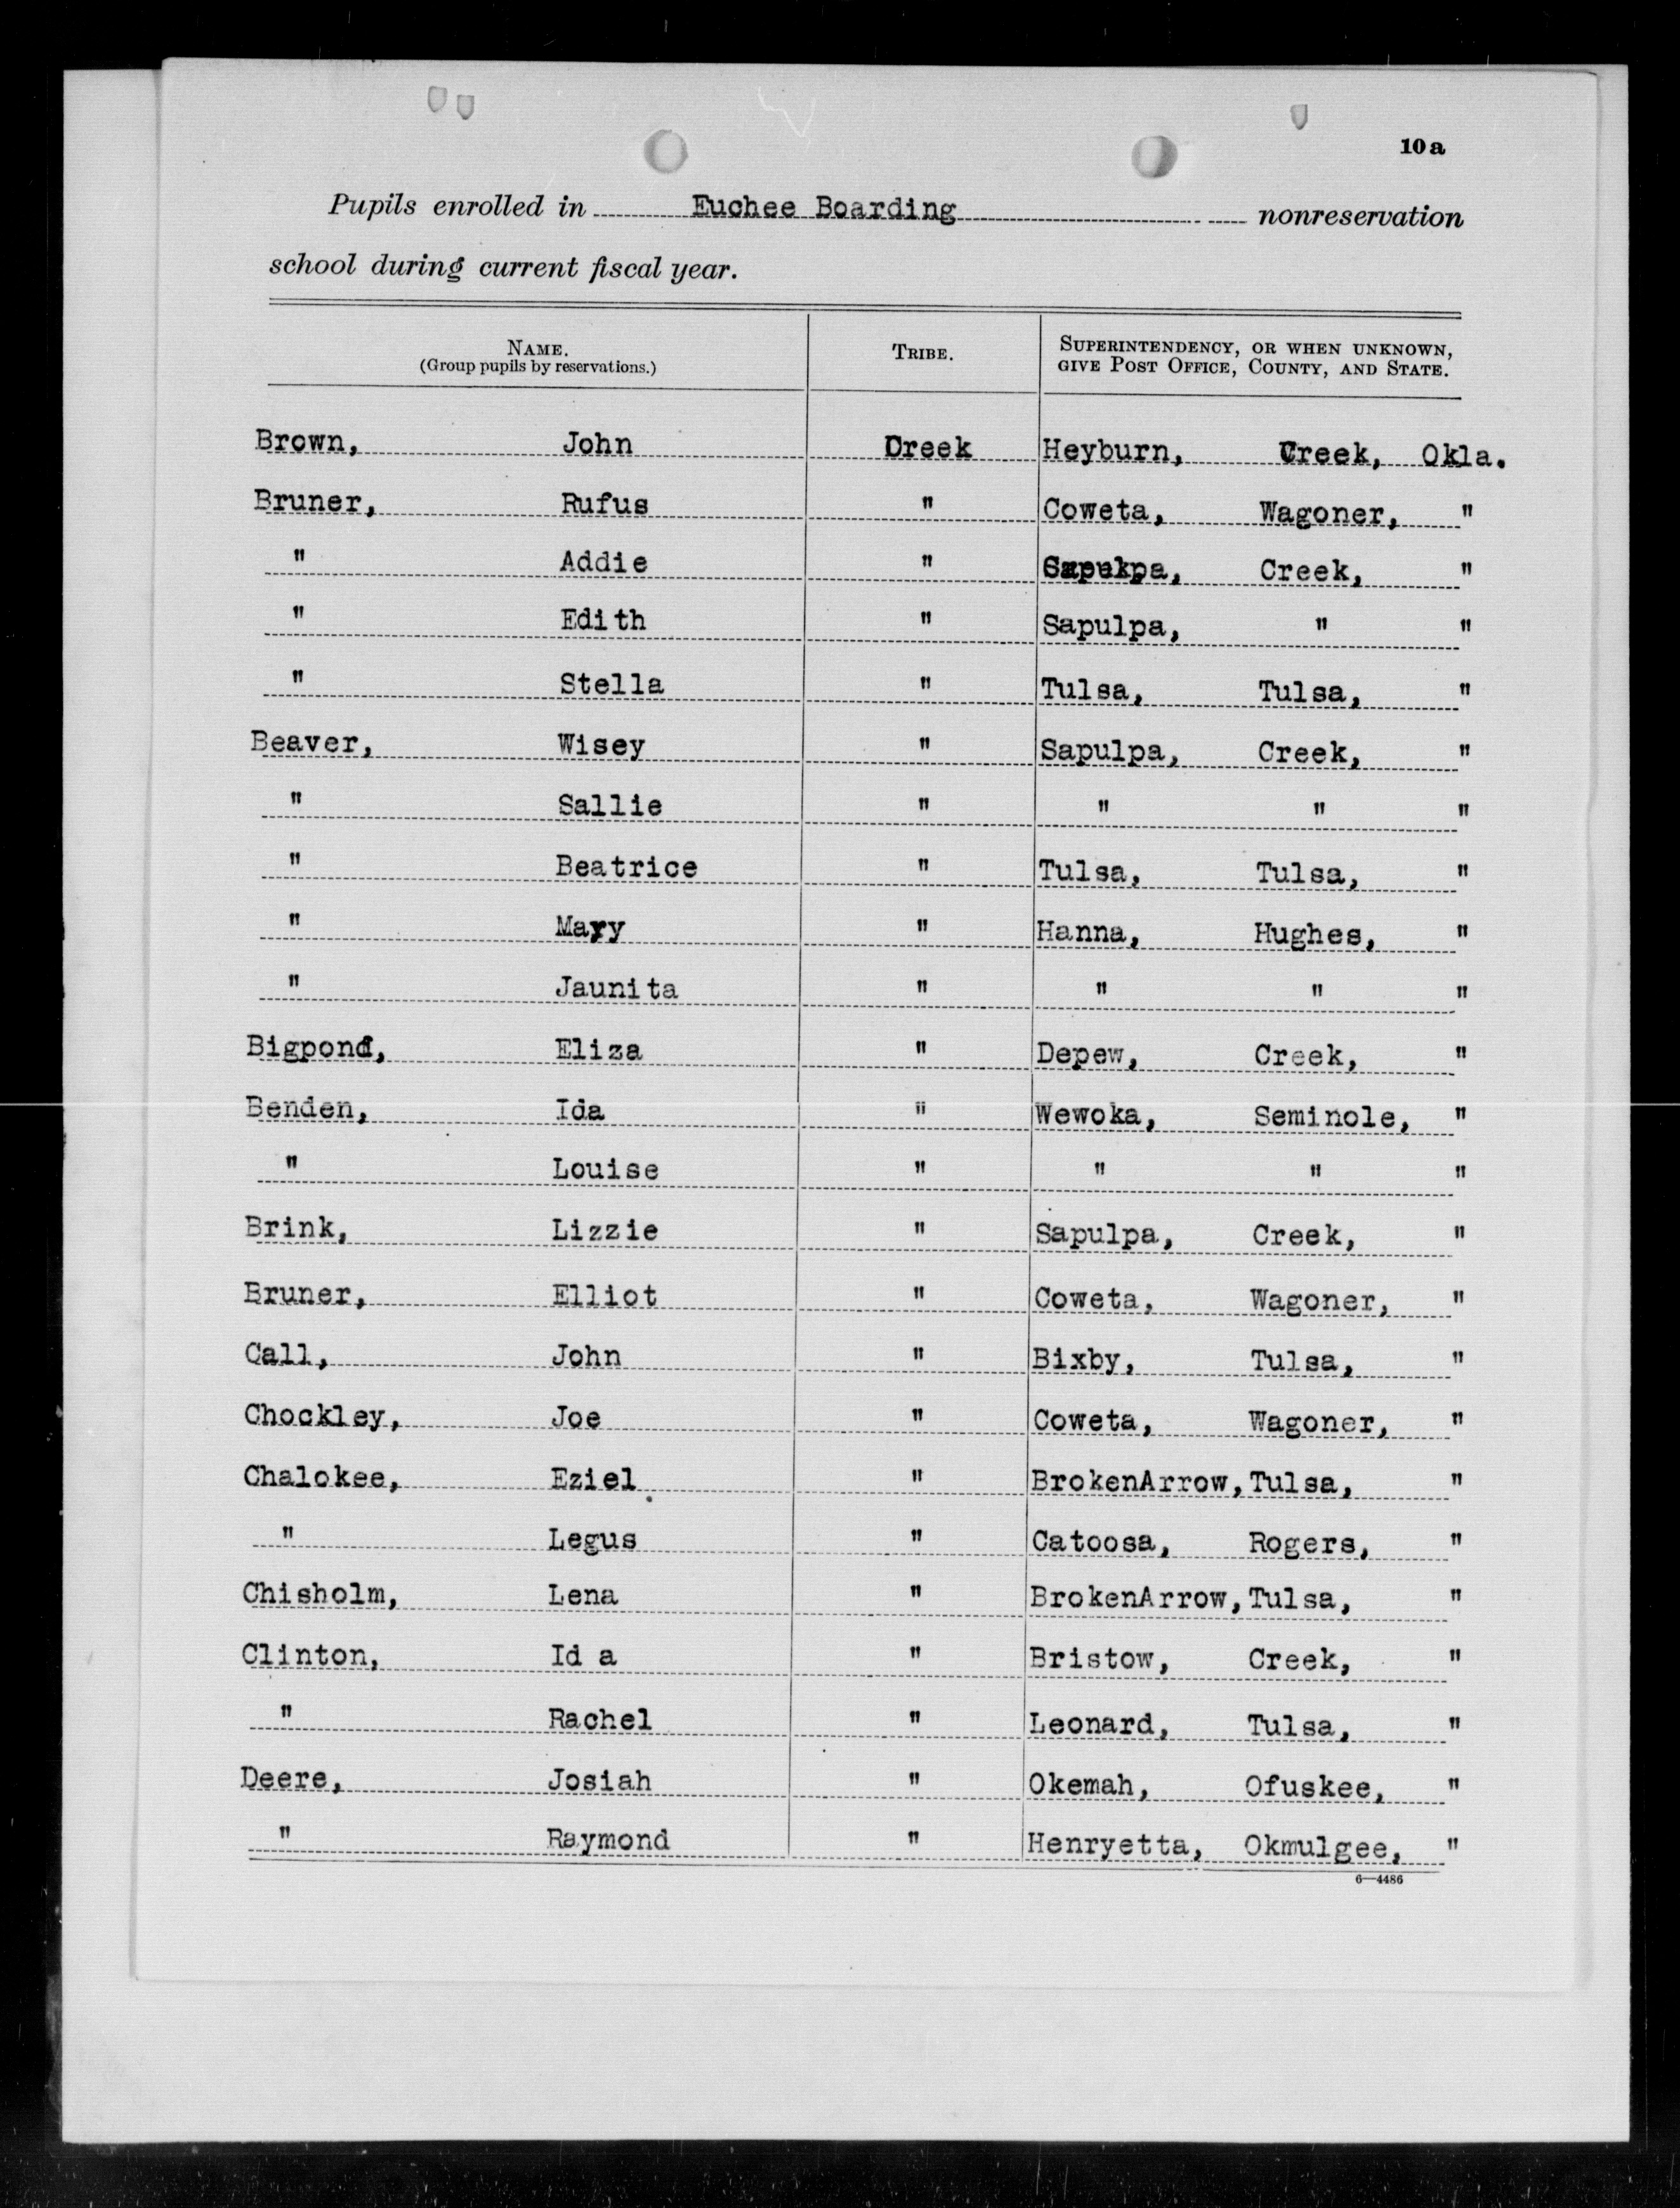 10a
Pupils enrolled in Euchee Boarding nonreservation
school during current fiscal year.
NAME. TRIBE. SUPERINTENDENCY, OR WHEN UNKNOWN,
(Group pupils by reservations.) GIVE POST OFFICE, COUNTY, AND STATE.
Brown, John Creek Heyburn, Creek, Okla.
Bruner, Rufus " Coweta, Wagoner, "
" Addie " Sapulpa, Creek, "
" Edith " Sapulpa, " "
" Stella " Tulsa, Tulsa, "
Beaver, Wisey " Sapulpa, Creek, "
" Sallie " " " "
" Beatrice " Tulsa, Tulsa, "
" Mary " Hanna, Hughes, "
" Jaunita " " " "
Bigpond, Eliza " Depew, Creek, "
Benden, Ida " Wewoka, Seminole, "
" Louise " " " "
Brink, Lizzie " Sapulpa, Creek, "
Bruner, Elliot " Coweta, Wagoner, "
Call, John " Bixby, Tulsa, "
Chockley, Joe " Coweta, Wagoner, "
Chalokee, Eziel " BrokenArrow, Tulsa, "
" Legus " Catoosa, Rogers, "
Chisholm, Lena " BrokenArrow, Tulsa, "
Clinton, Id a " Bristow, Creek, "
" Rachel " Leonard, Tulsa, "
Deere, Josiah " Okemah, Ofuskee, "
" Raymond " Henryetta, Okmulgee, "
6—4486